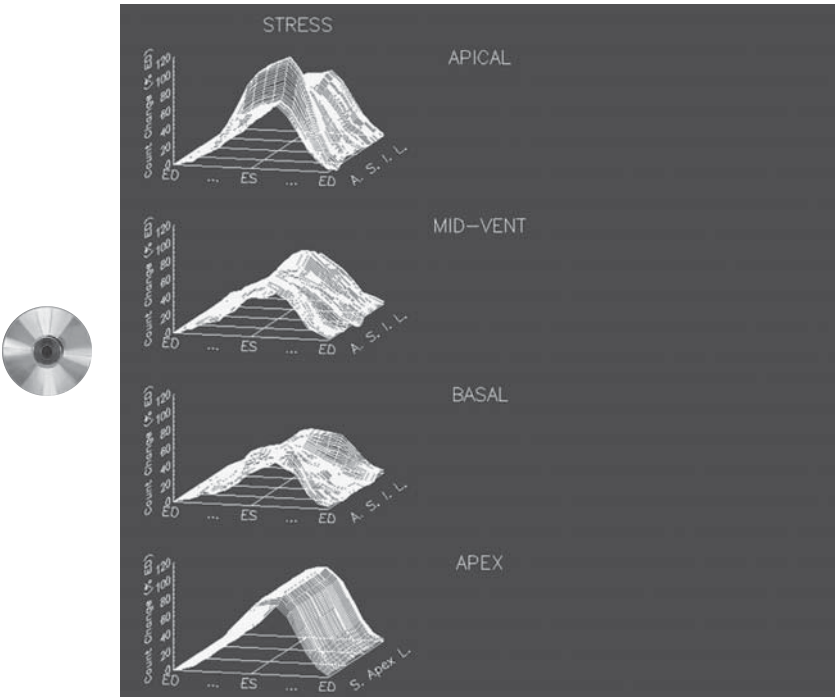 STRESS
APICAL
Count Change (% ED)
120
100
80
60
40
20
0
ED ... ES ... ED A. S. I. L.
MID-VENT
Count Change (% ED)
120
100
80
60
40
20
0
ED ... ES ... ED A. S. I. L.
BASAL
Count Change (% ED)
120
100
80
60
40
20
0
ED ... ES ... ED A. S. I. L.
APEX
Count Change (% ED)
120
100
80
60
40
20
0
ED ... ES ... ED S. Apex L.